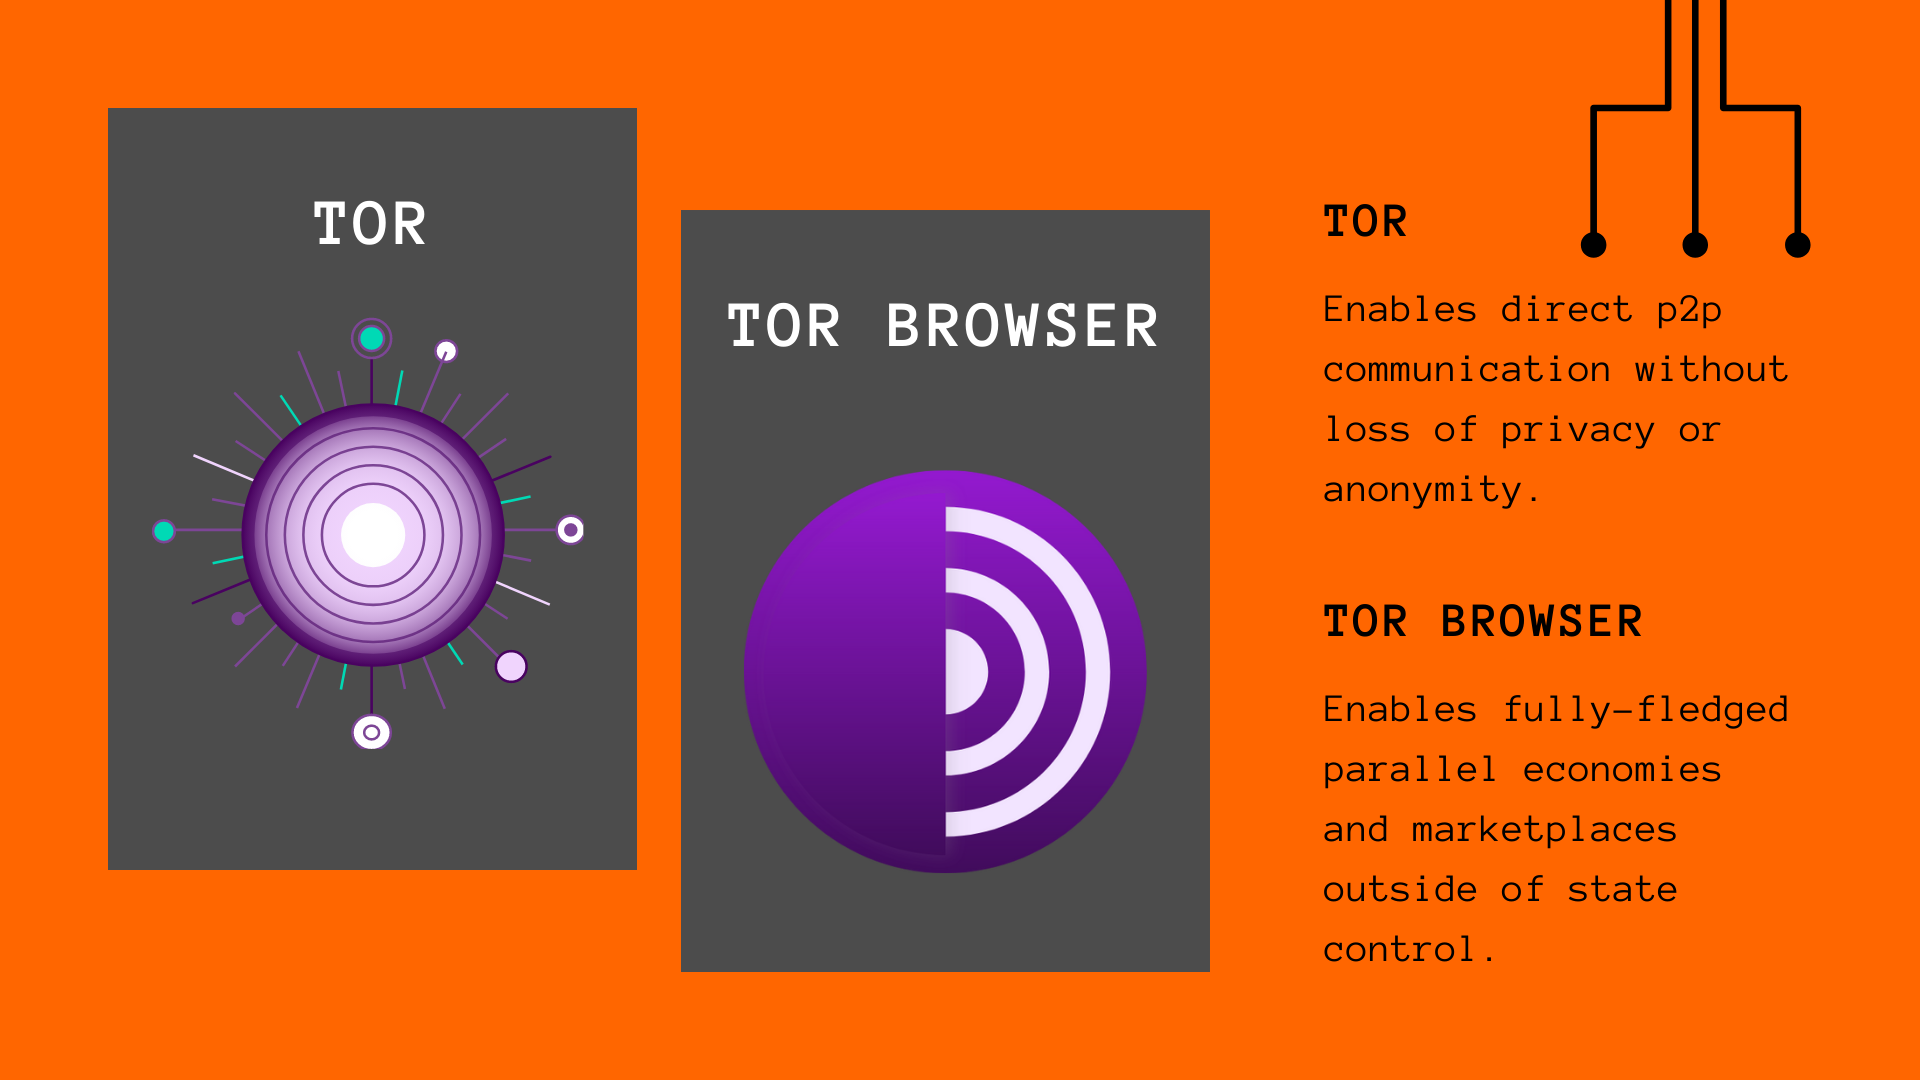 TOR
TOR BROWSER
TOR
Enables direct p2p
communication without
loss of privacy or
anonymity.
TOR BROWSER
Enables fully-fledged
parallel economies
and marketplaces
outside of state
control.